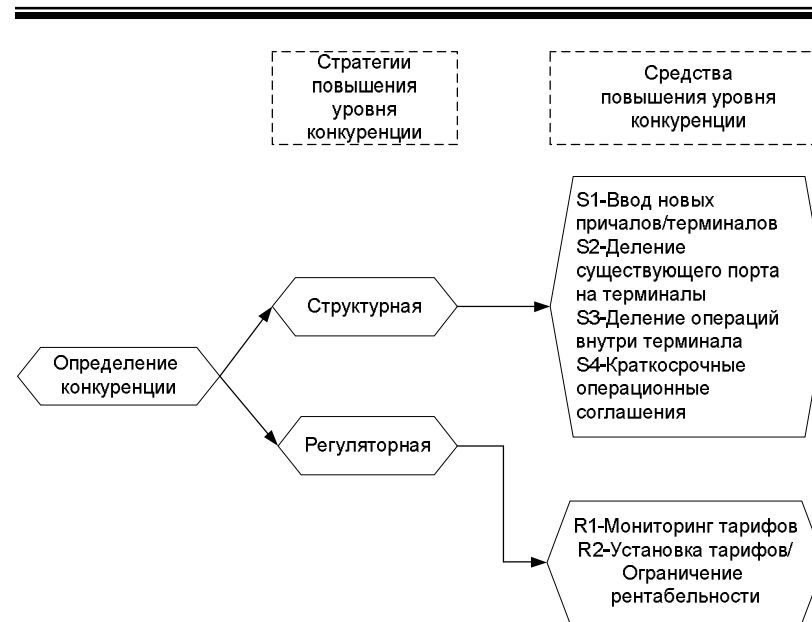 Стратегии
повышения
уровня
конкуренции
Средства
повышения уровня
конкуренции
S1-Ввод новых
причалов/терминалов
S2-Деление
существующего порта
на терминалы
S3-Деление операций
внутри терминала
S4-Краткосрочные
операционные
соглашения
Структурная
Определение
конкуренции
Регуляторная
R1-Мониторинг тарифов
R2-Установка тарифов/
Ограничение
рентабельности